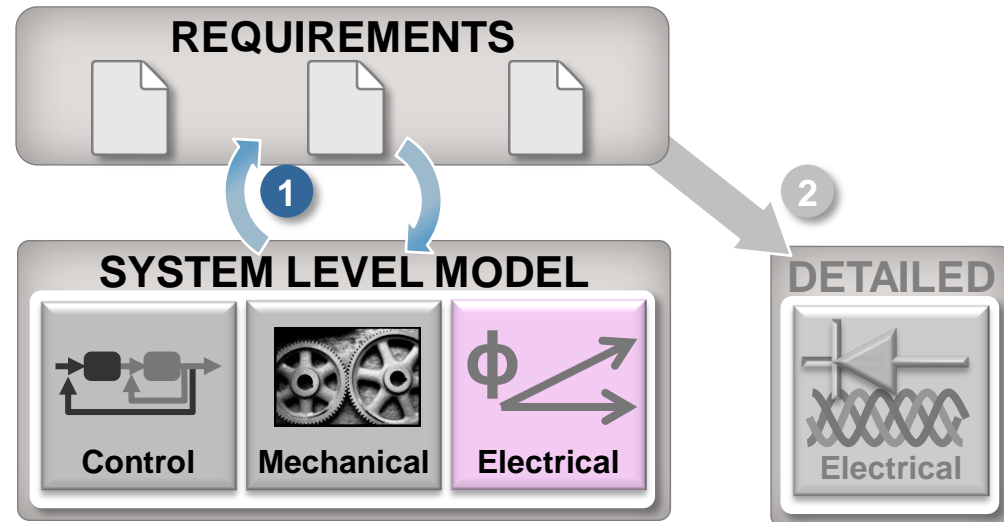 REQUIREMENTS
1
2
SYSTEM LEVEL MODEL
DETAILED
ϕ
Control
Mechanical
Electrical
Electrical